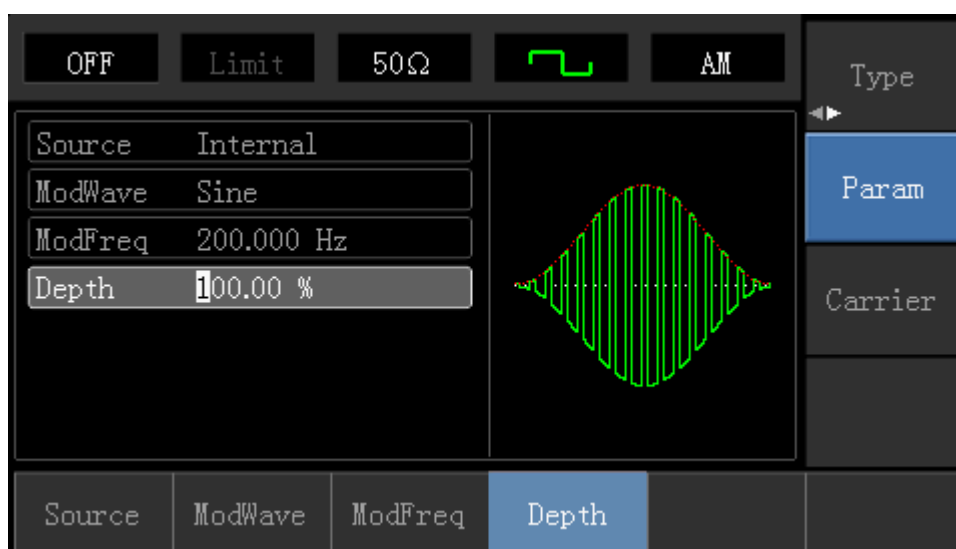 OFF Limit 50Ω AM
Type
Source Internal
ModWave Sine
ModFreq 200.000 Hz
Depth 100.00 %
Param
Carrier
Source ModWave ModFreq Depth